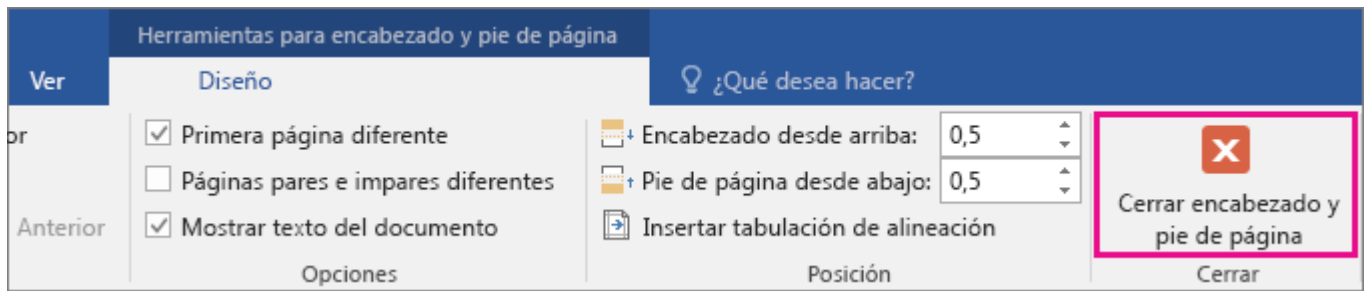 Herramientas para encabezado y pie de página
Ver Diseño ¿Qué desea hacer?
or
Anterior
Primera página diferente
Páginas pares e impares diferentes
Mostrar texto del documento
Opciones
Encabezado desde arriba: 0,5
Pie de página desde abajo: 0,5
Insertar tabulación de alineación
Posición
Cerrar encabezado y
pie de página
Cerrar